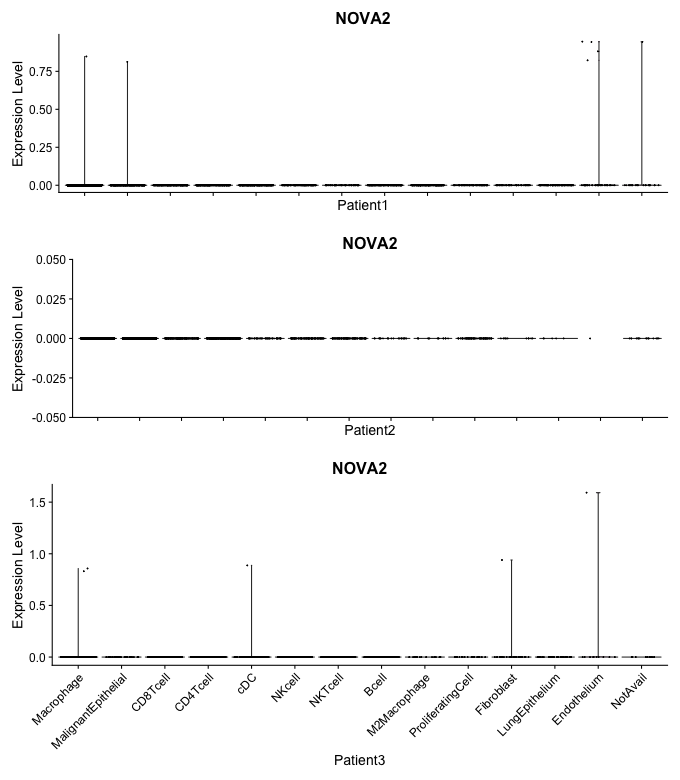 NOVA2
Expression Level
0.75
0.50
0.25
0.00
Patient1
NOVA2
Expression Level
0.050
0.025
0.000
-0.025
-0.050
Patient2
NOVA2
Expression Level
1.5
1.0
0.5
0.0
Macrophage
MalignantEpithelial
CD8Tcell
CD4Tcell
cDC
NKcell
NKTcell
Bcell
M2Macrophage
ProliferatingCell
Fibroblast
LungEpithelium
Endothelium
NotAvail
Patient3